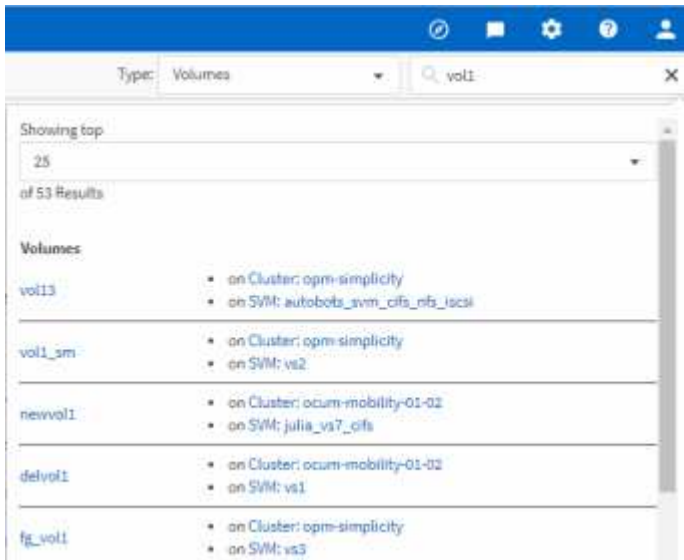 Type: Volumes vol1
Showing top
25
of 53 Results
Volumes
vol13
• on Cluster: opm-simplicity
• on SVM: autobots_svm_cifs_nfs_iscsi
vol1_sm
• on Cluster: opm-simplicity
• on SVM: vs2
newvol1
• on Cluster: ocum-mobility-01-02
• on SVM: julia_vs7_cifs
delvol1
• on Cluster: ocum-mobility-01-02
• on SVM: vs1
fg_vol1
• on Cluster: opm-simplicity
• on SVM: vs3